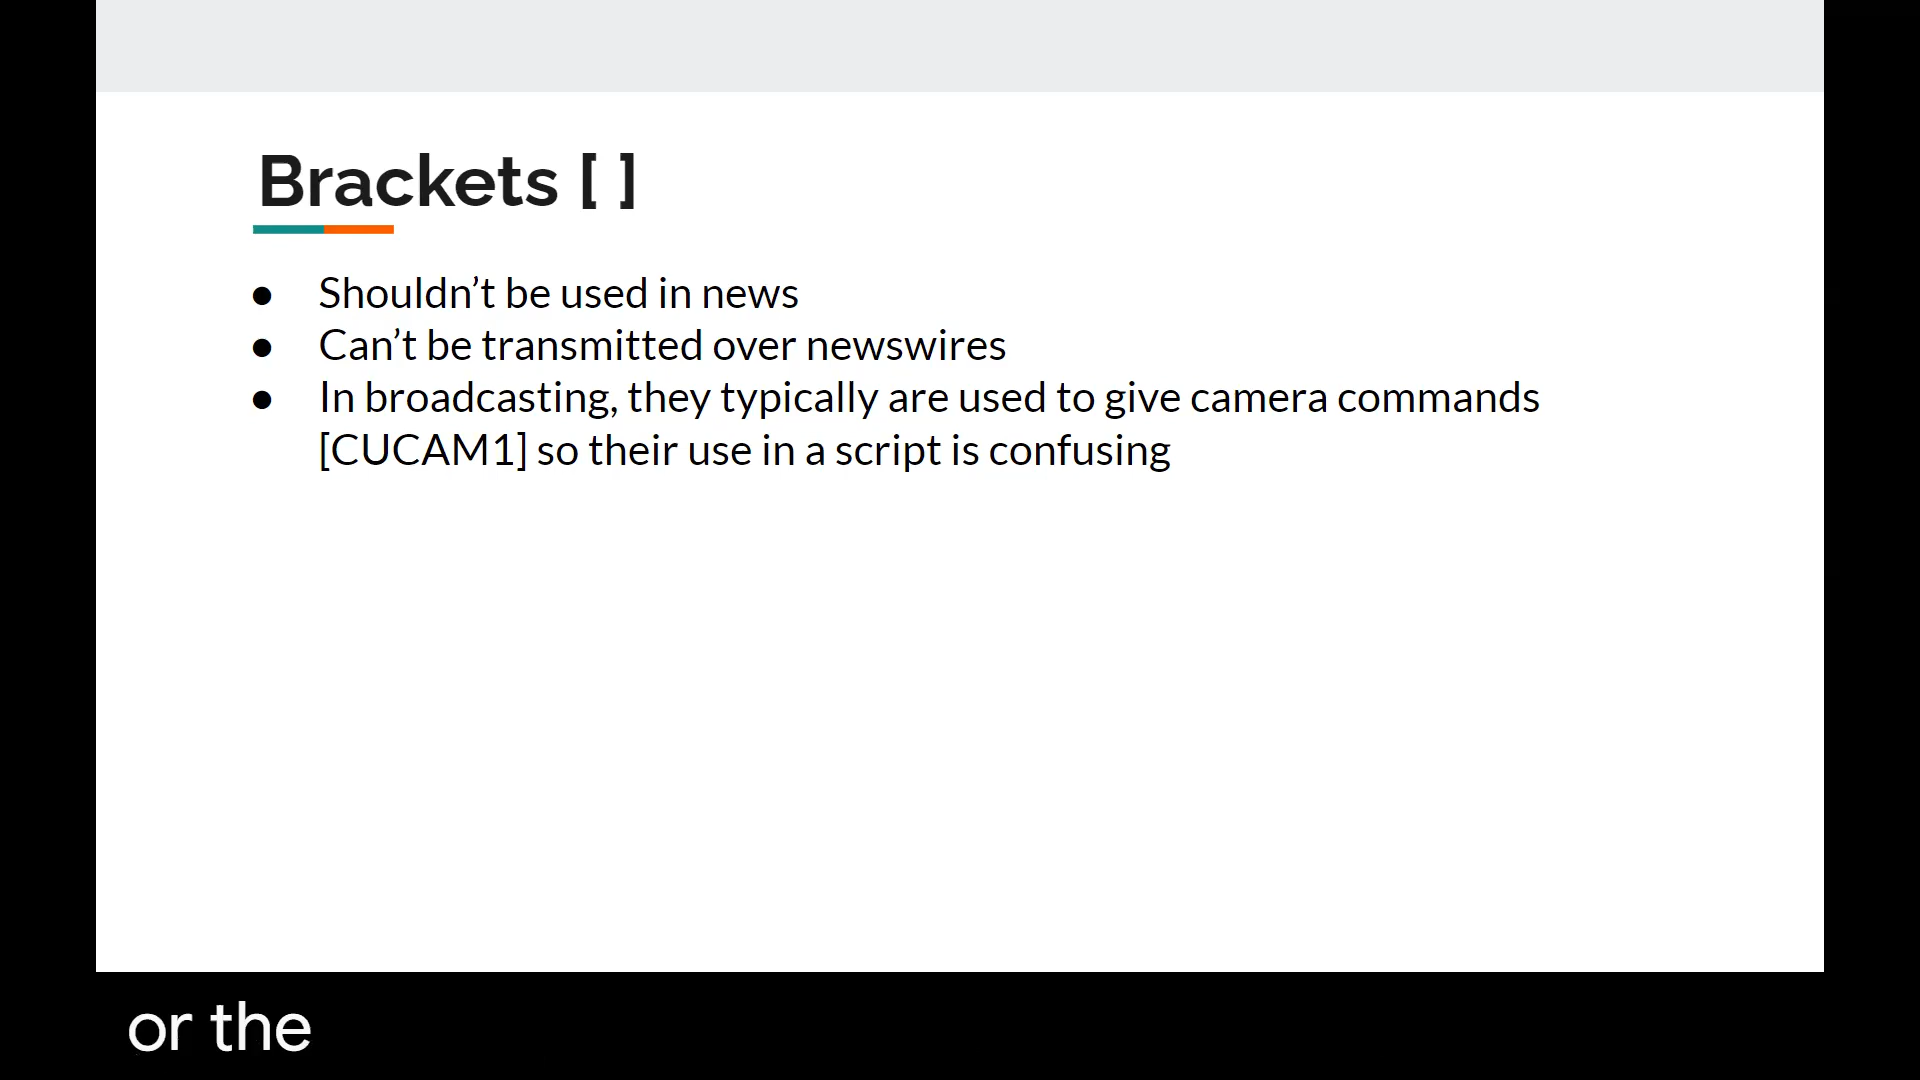 Brackets [ ]
● Shouldn’t be used in news
● Can’t be transmitted over newswires
● In broadcasting, they typically are used to give camera commands
[CUCAM1] so their use in a script is confusing
or the